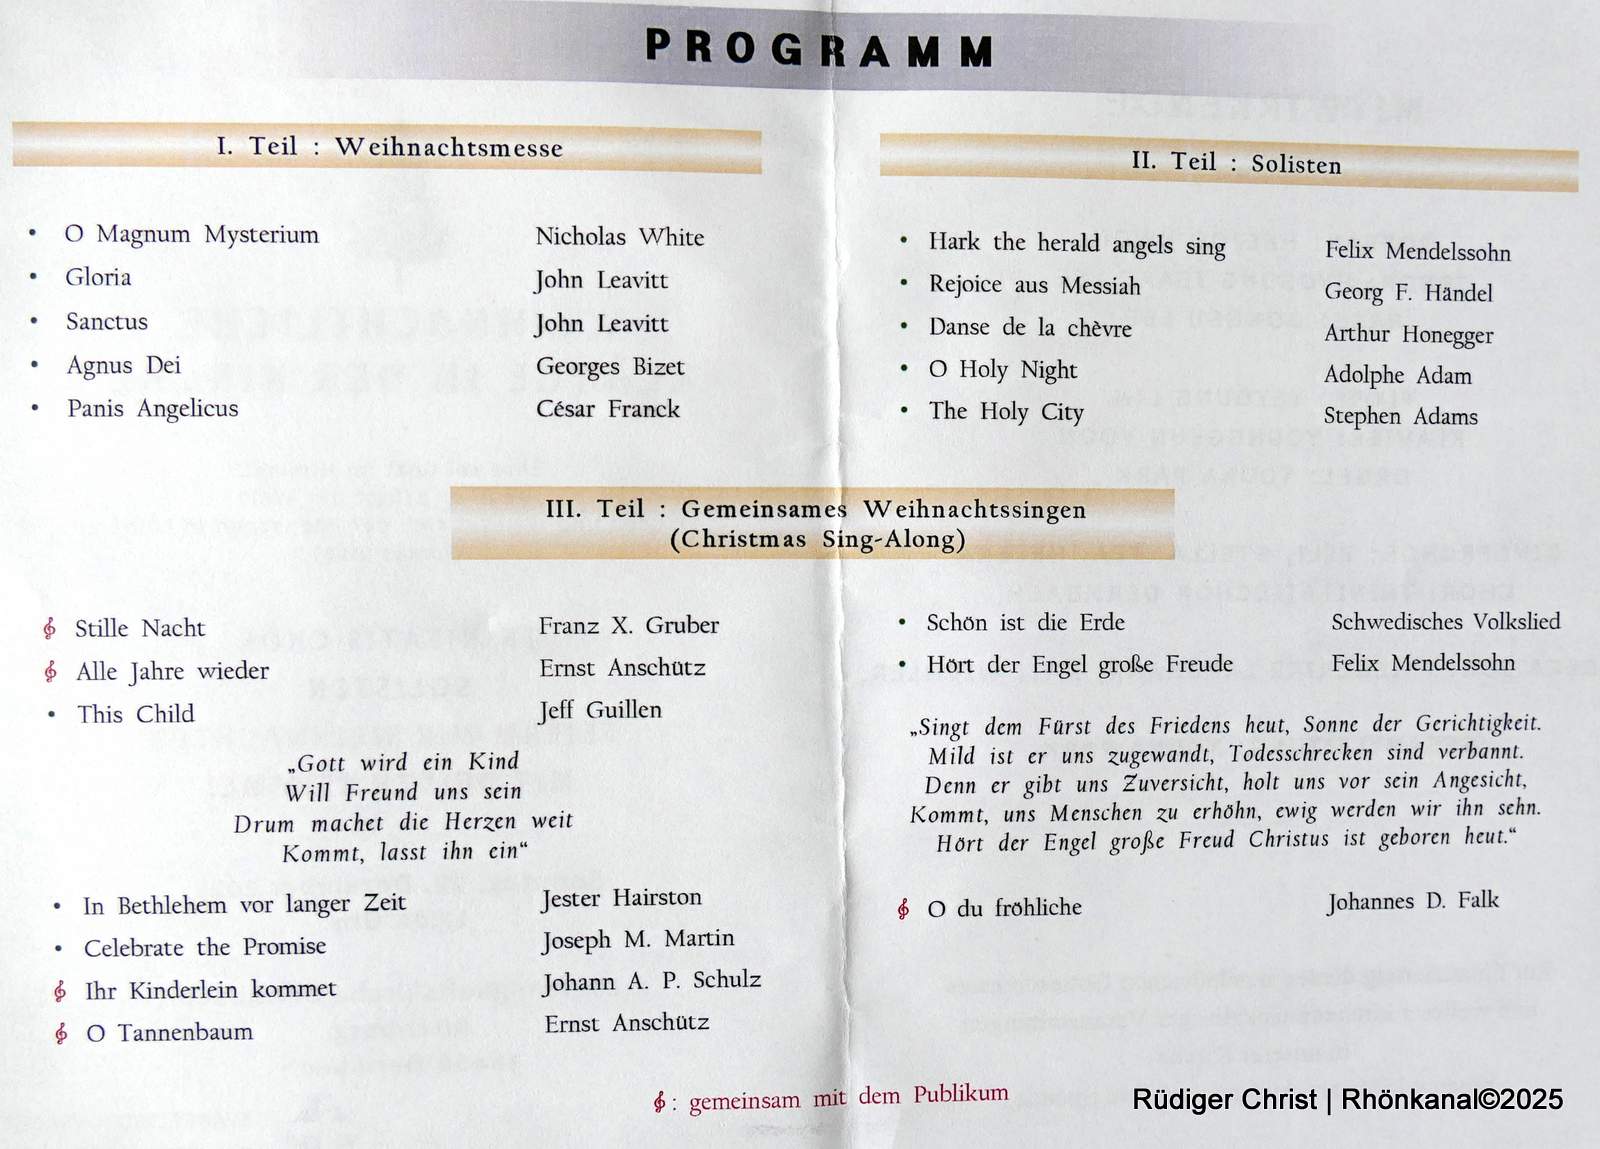 PROGRAMM
I. Teil : Weihnachtsmesse
• O Magnum Mysterium Nicholas White
• Gloria John Leavitt
• Sanctus John Leavitt
• Agnus Dei Georges Bizet
• Panis Angelicus César Franck
II. Teil : Solisten
• Hark the herald angels sing Felix Mendelssohn
• Rejoice aus Messiah Georg F. Händel
• Danse de la chèvre Arthur Honegger
• O Holy Night Adolphe Adam
• The Holy City Stephen Adams
III. Teil : Gemeinsames Weihnachtssingen
(Christmas Sing-Along)
𝄞 Stille Nacht Franz X. Gruber
𝄞 Alle Jahre wieder Ernst Anschütz
• This Child Jeff Guillen
„Gott wird ein Kind
Will Freund uns sein
Drum machet die Herzen weit
Kommt, lasst ihn ein“
• In Bethlehem vor langer Zeit Jester Hairston
• Celebrate the Promise Joseph M. Martin
𝄞 Ihr Kinderlein kommet Johann A. P. Schulz
𝄞 O Tannenbaum Ernst Anschütz
• Schön ist die Erde Schwedisches Volkslied
• Hört der Engel große Freude Felix Mendelssohn
„Singt dem Fürst des Friedens heut, Sonne der Gerichtigkeit.
Mild ist er uns zugewandt, Todesschrecken sind verbannt.
Denn er gibt uns Zuversicht, holt uns vor sein Angesicht,
Kommt, uns Menschen zu erhöhn, ewig werden wir ihn sehn.
Hört der Engel große Freud Christus ist geboren heut.“
𝄞 O du fröhliche Johannes D. Falk
𝄞 : gemeinsam mit dem Publikum
Rüdiger Christ | Rhönkanal©2025